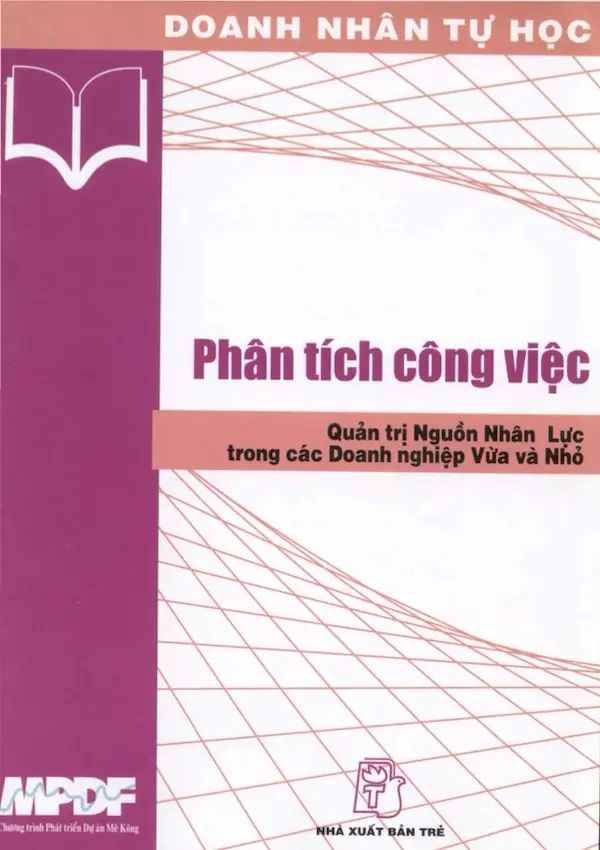 DOANH NHÂN TỰ HỌC
Phân tích công việc
Quản trị Nguồn Nhân Lực
trong các Doanh nghiệp Vừa và Nhỏ
MPDF
Chương trình Phát triển Dự án Mê Kông
T
NHÀ XUẤT BẢN TRẺ